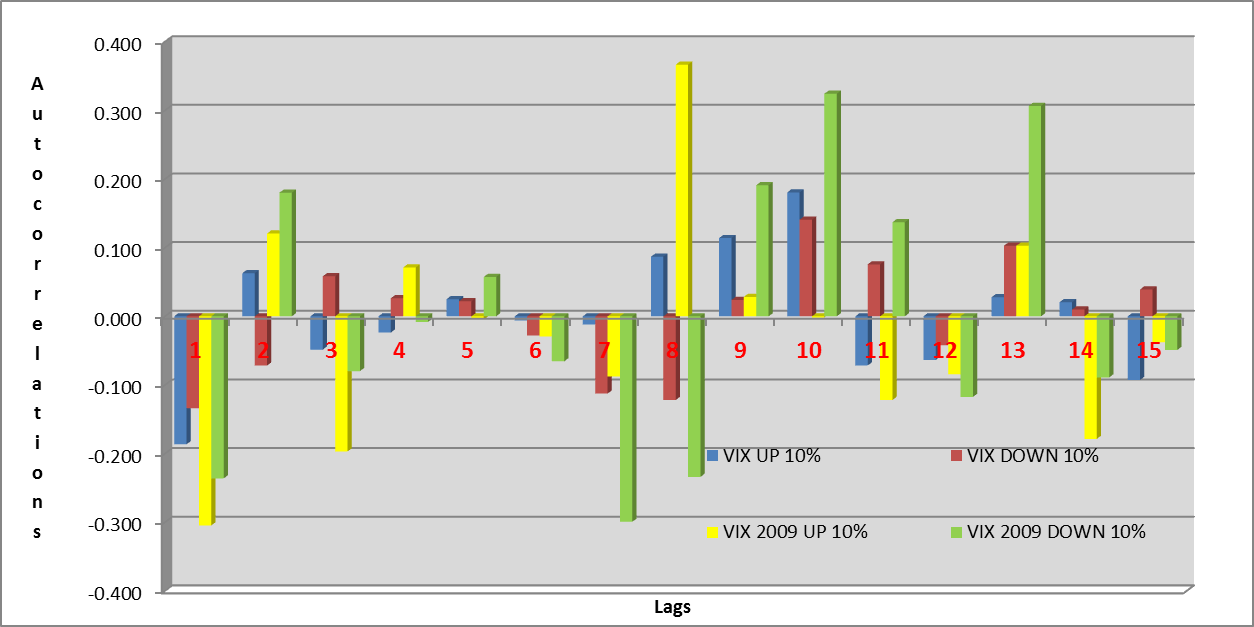 Autocorrelations
0.400
0.300
0.200
0.100
0.000
-0.100
-0.200
-0.300
-0.400
1 2 3 4 5 6 7 8 9 10 11 12 13 14 15
VIX UP 10% VIX DOWN 10%
VIX 2009 UP 10% VIX 2009 DOWN 10%
Lags